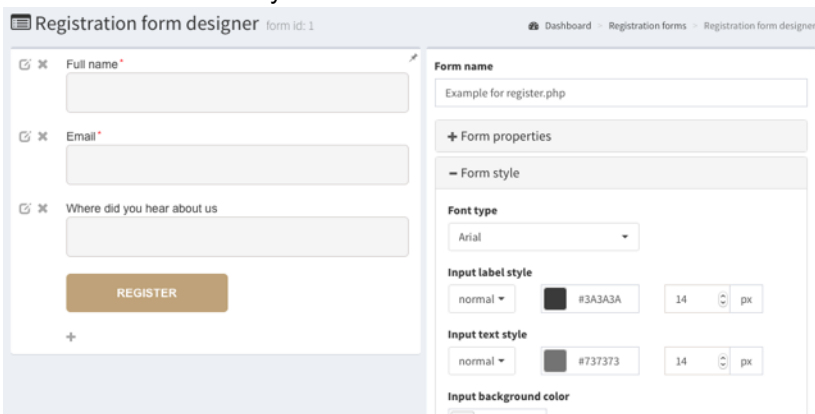 Registration form designer form id: 1
Dashboard - Registration forms - Registration form designer
Full name *
Email *
Where did you hear about us
REGISTER
+
Form name
Example for register.php
+ Form properties
− Form style
Font type
Arial
Input label style
normal #3A3A3A 14 px
Input text style
normal #737373 14 px
Input background color